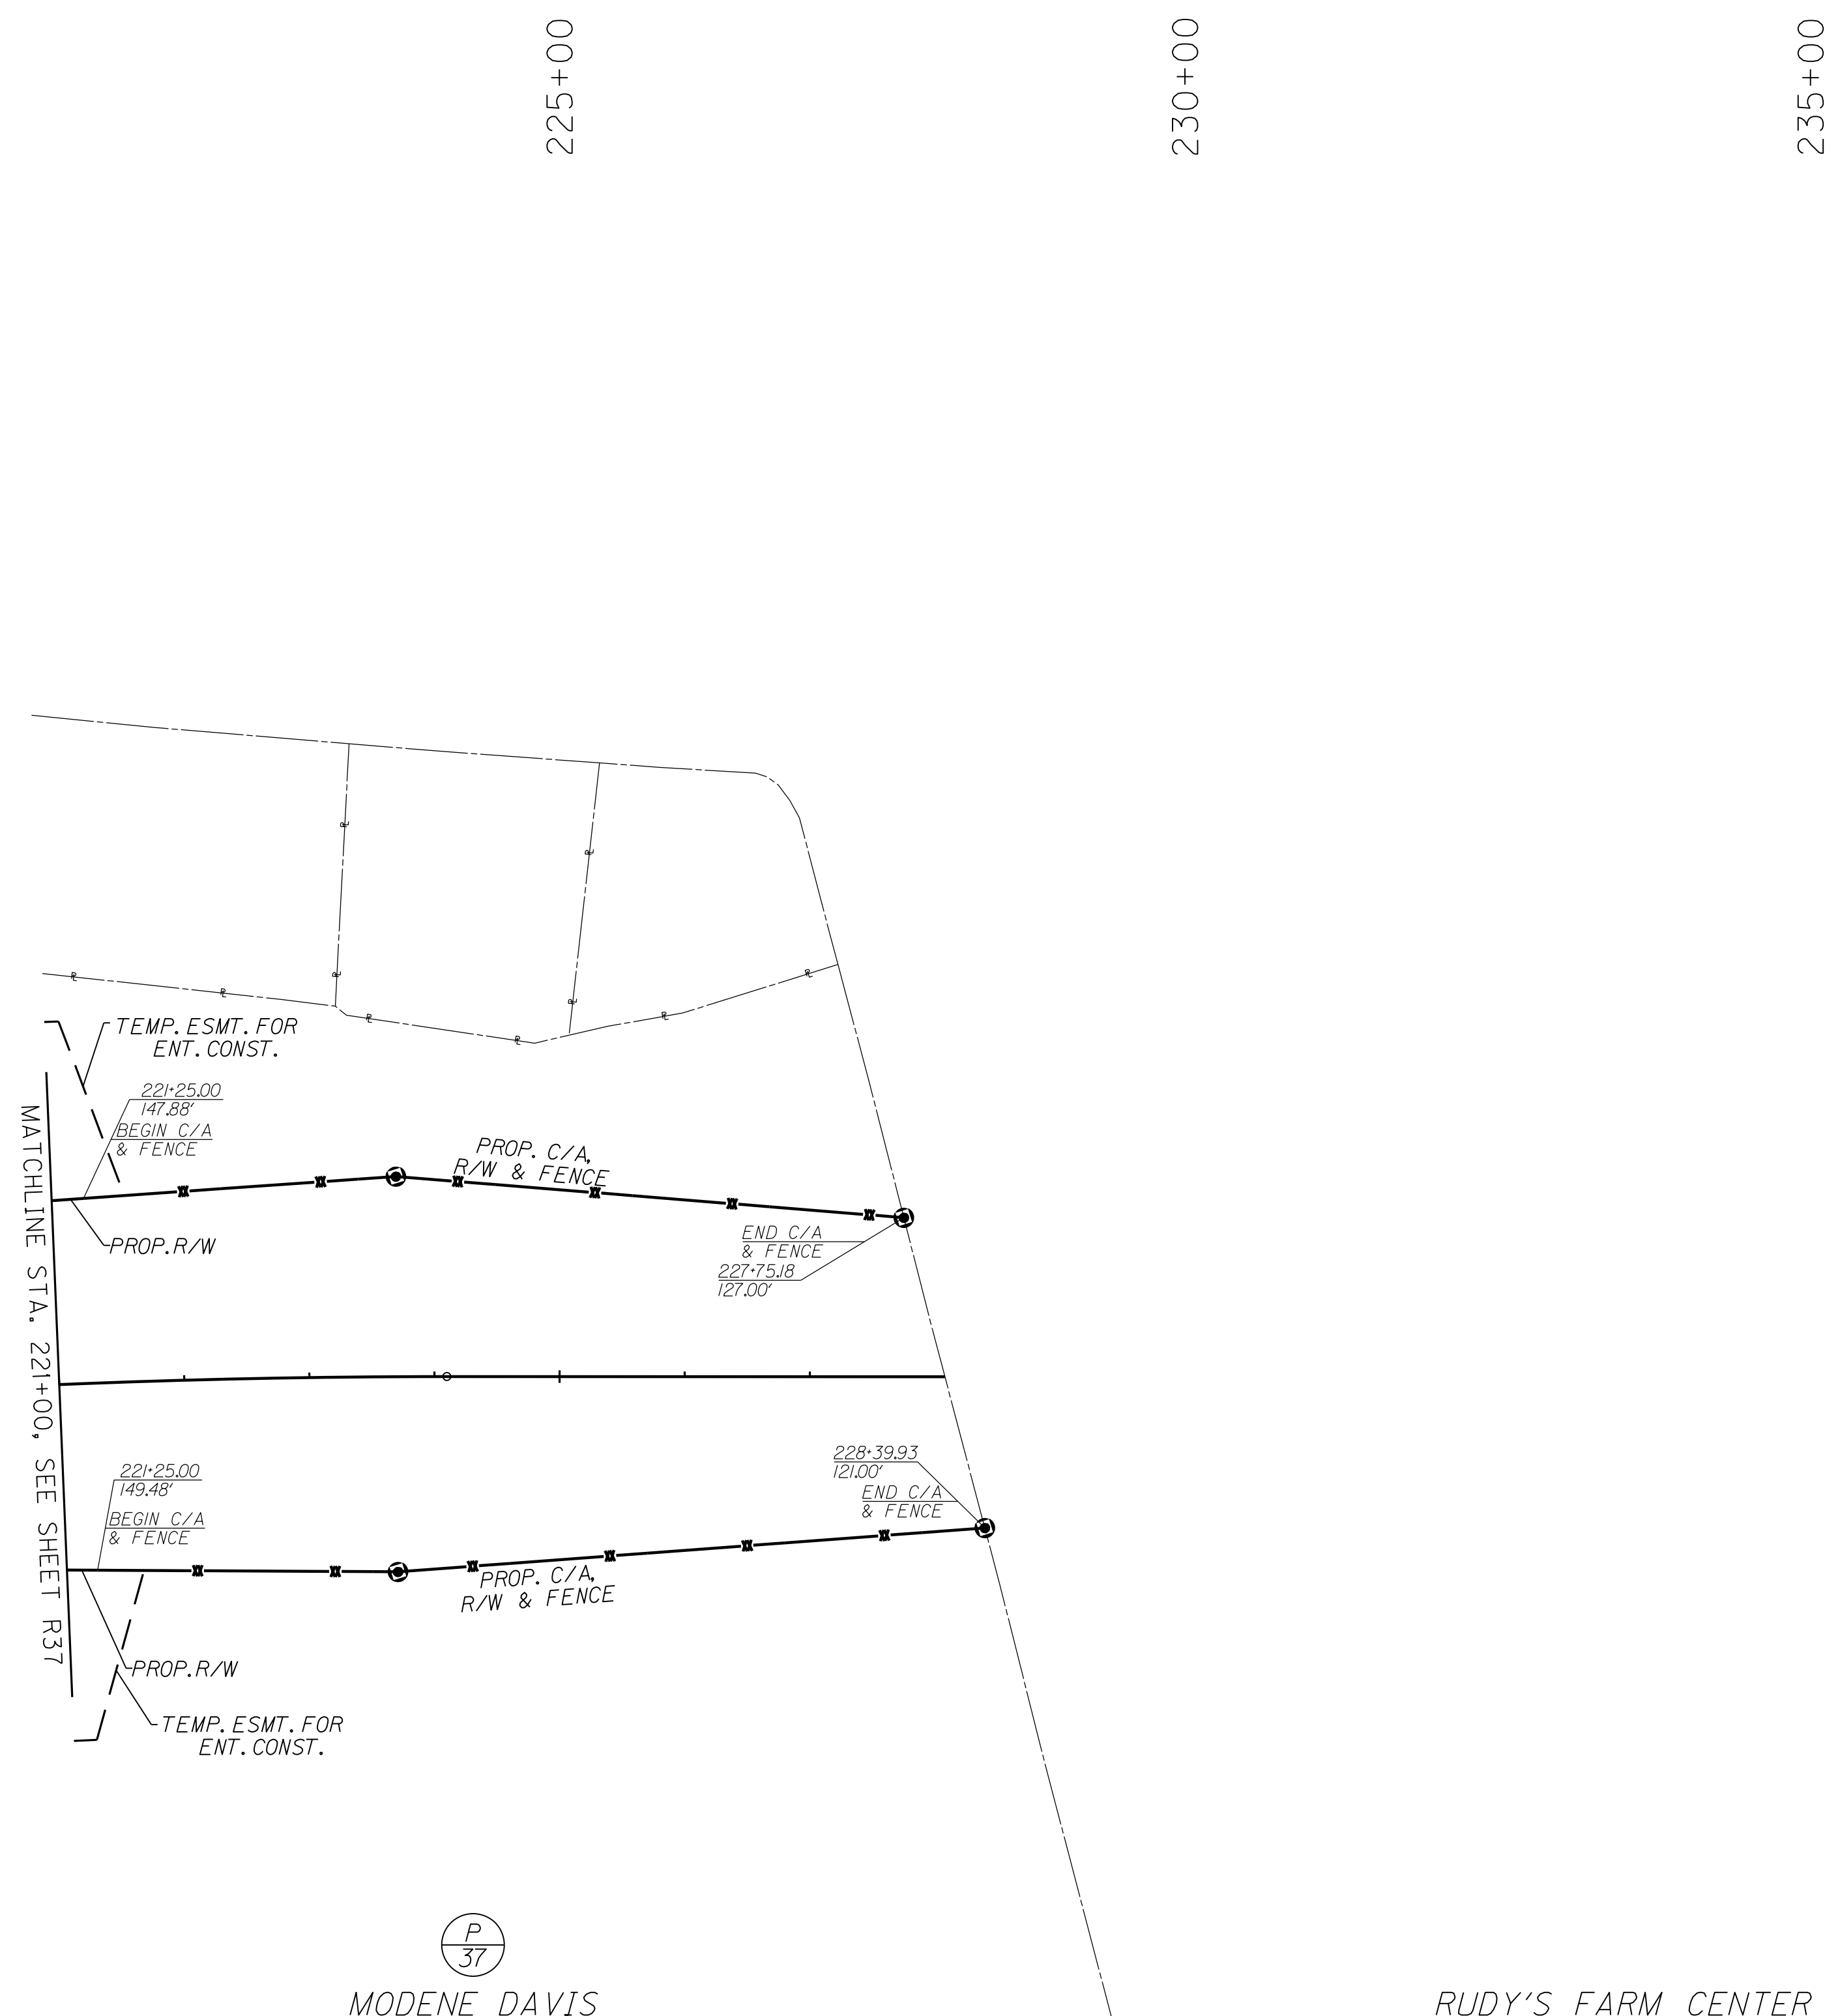 225+00
230+00
235+00
TEMP. ESMT. FOR
ENT. CONST.
221+25.00
147.88'
BEGIN C/A
& FENCE
PROP. C/A,
R/W & FENCE
PROP. R/W
END C/A
& FENCE
227+75.18
127.00'
MATCHLINE STA. 221+00, SEE SHEET R37
228+39.93
121.00'
END C/A
& FENCE
221+25.00
149.48'
BEGIN C/A
& FENCE
PROP. C/A,
R/W & FENCE
PROP. R/W
TEMP. ESMT. FOR
ENT. CONST.
P
37
MODENE DAVIS
RUDY'S FARM CENTER